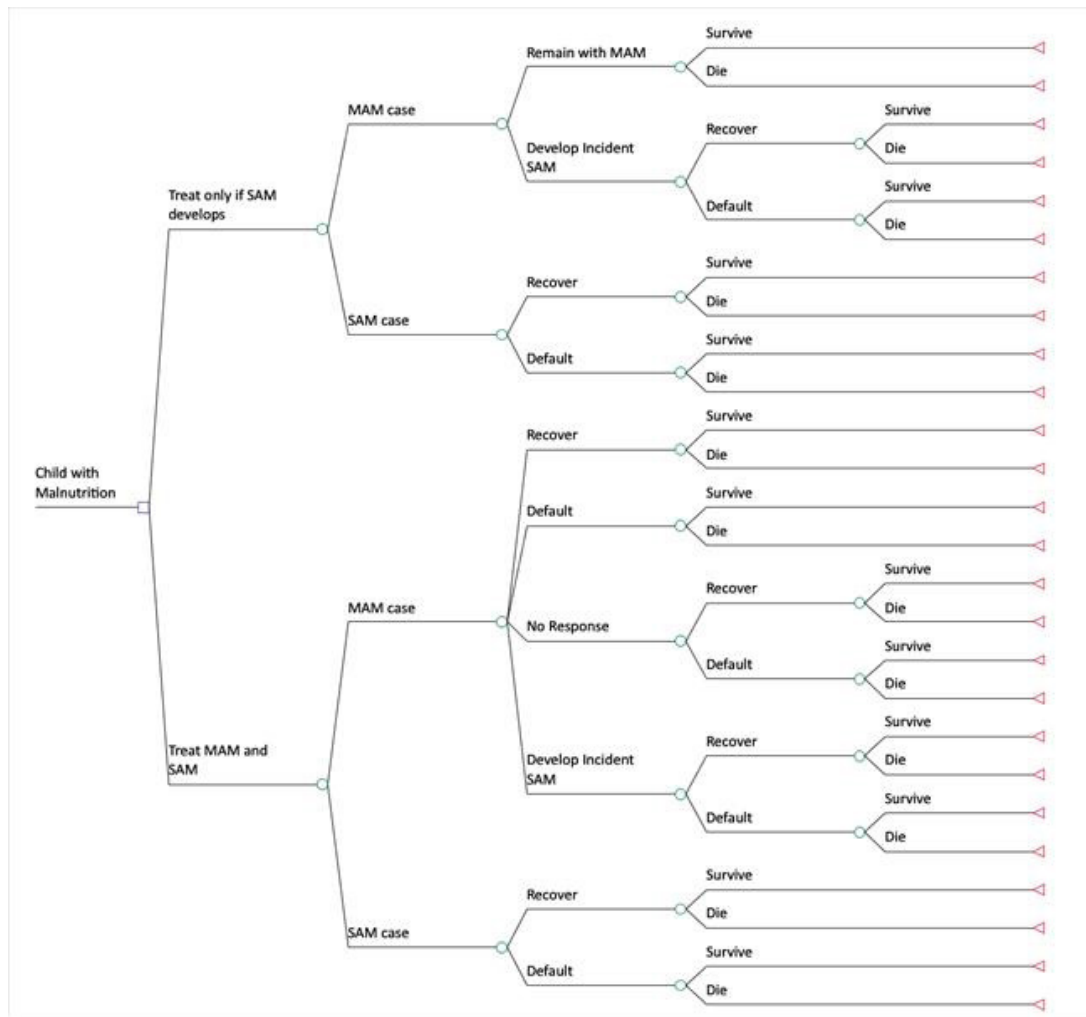 Survive
Remain with MAM
Die
MAM case
Survive
Recover
Die
Develop Incident
SAM
Survive
Default
Die
Treat only if SAM
develops
Survive
Recover
Die
SAM case
Survive
Default
Die
Survive
Recover
Die
Child with
Malnutrition
Survive
Default
Die
Survive
Recover
Die
MAM case
No Response
Survive
Default
Die
Survive
Recover
Die
Treat MAM and
SAM
Develop Incident
SAM
Survive
Default
Die
Survive
Recover
Die
SAM case
Survive
Default
Die